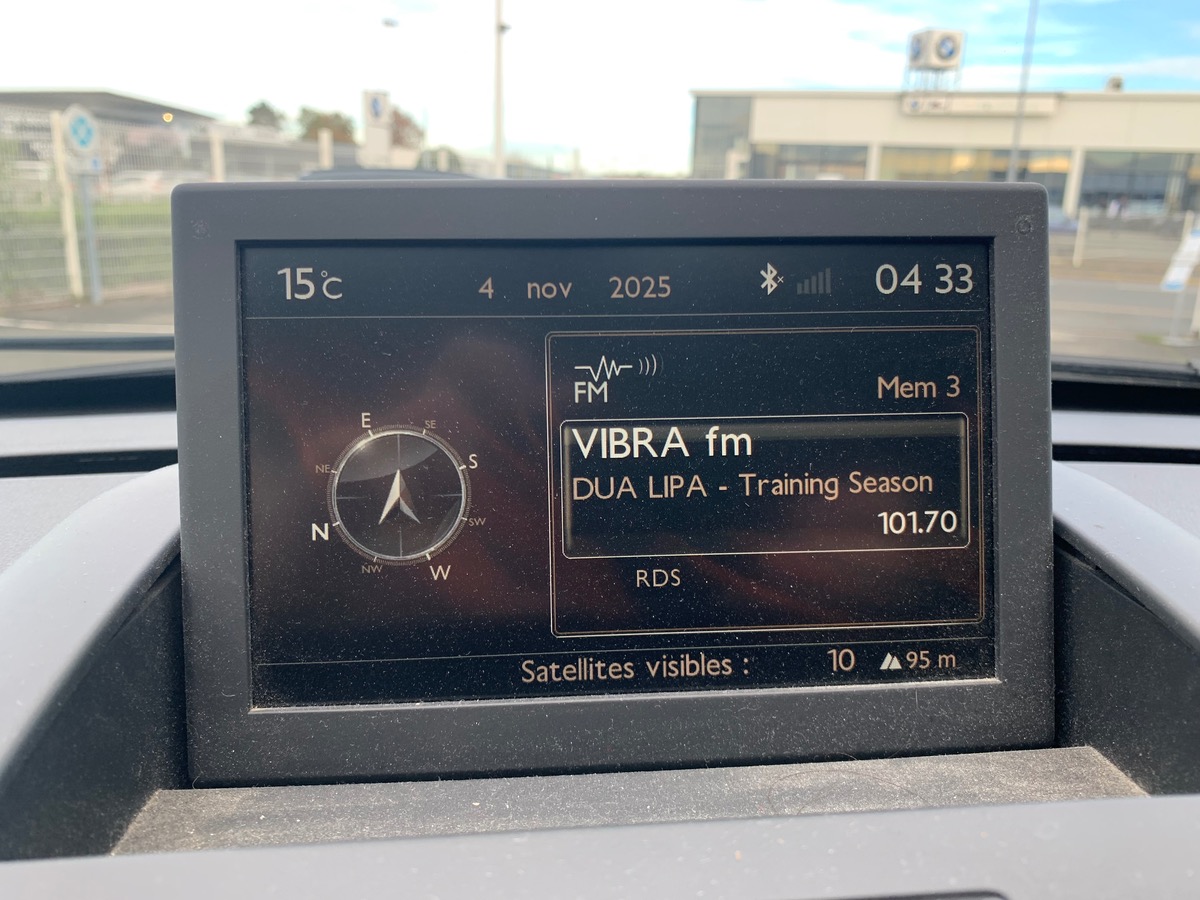 15°C 4 nov 2025 04 33
FM
Mem 3
VIBRA fm
DUA LIPA - Training Season
101.70
RDS
E
SE
NE
S
N
SW
NW
W
Satellites visibles : 10 95 m